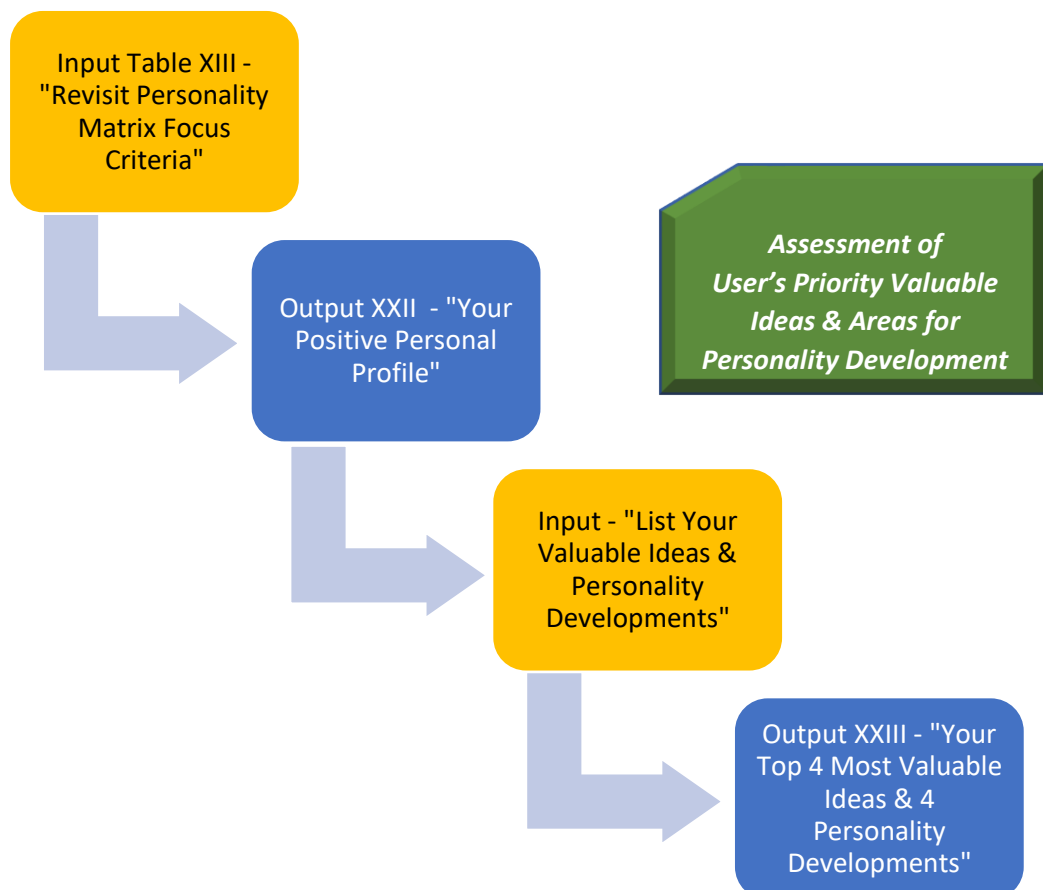 Input Table XIII -
"Revisit Personality
Matrix Focus
Criteria"
Assessment of
User's Priority Valuable
Ideas & Areas for
Personality Development
Output XXII  - "Your
Positive Personal
Profile"
Input - "List Your
Valuable Ideas &
Personality
Developments"
Output XXIII - "Your
Top 4 Most Valuable
Ideas & 4
Personality
Developments"